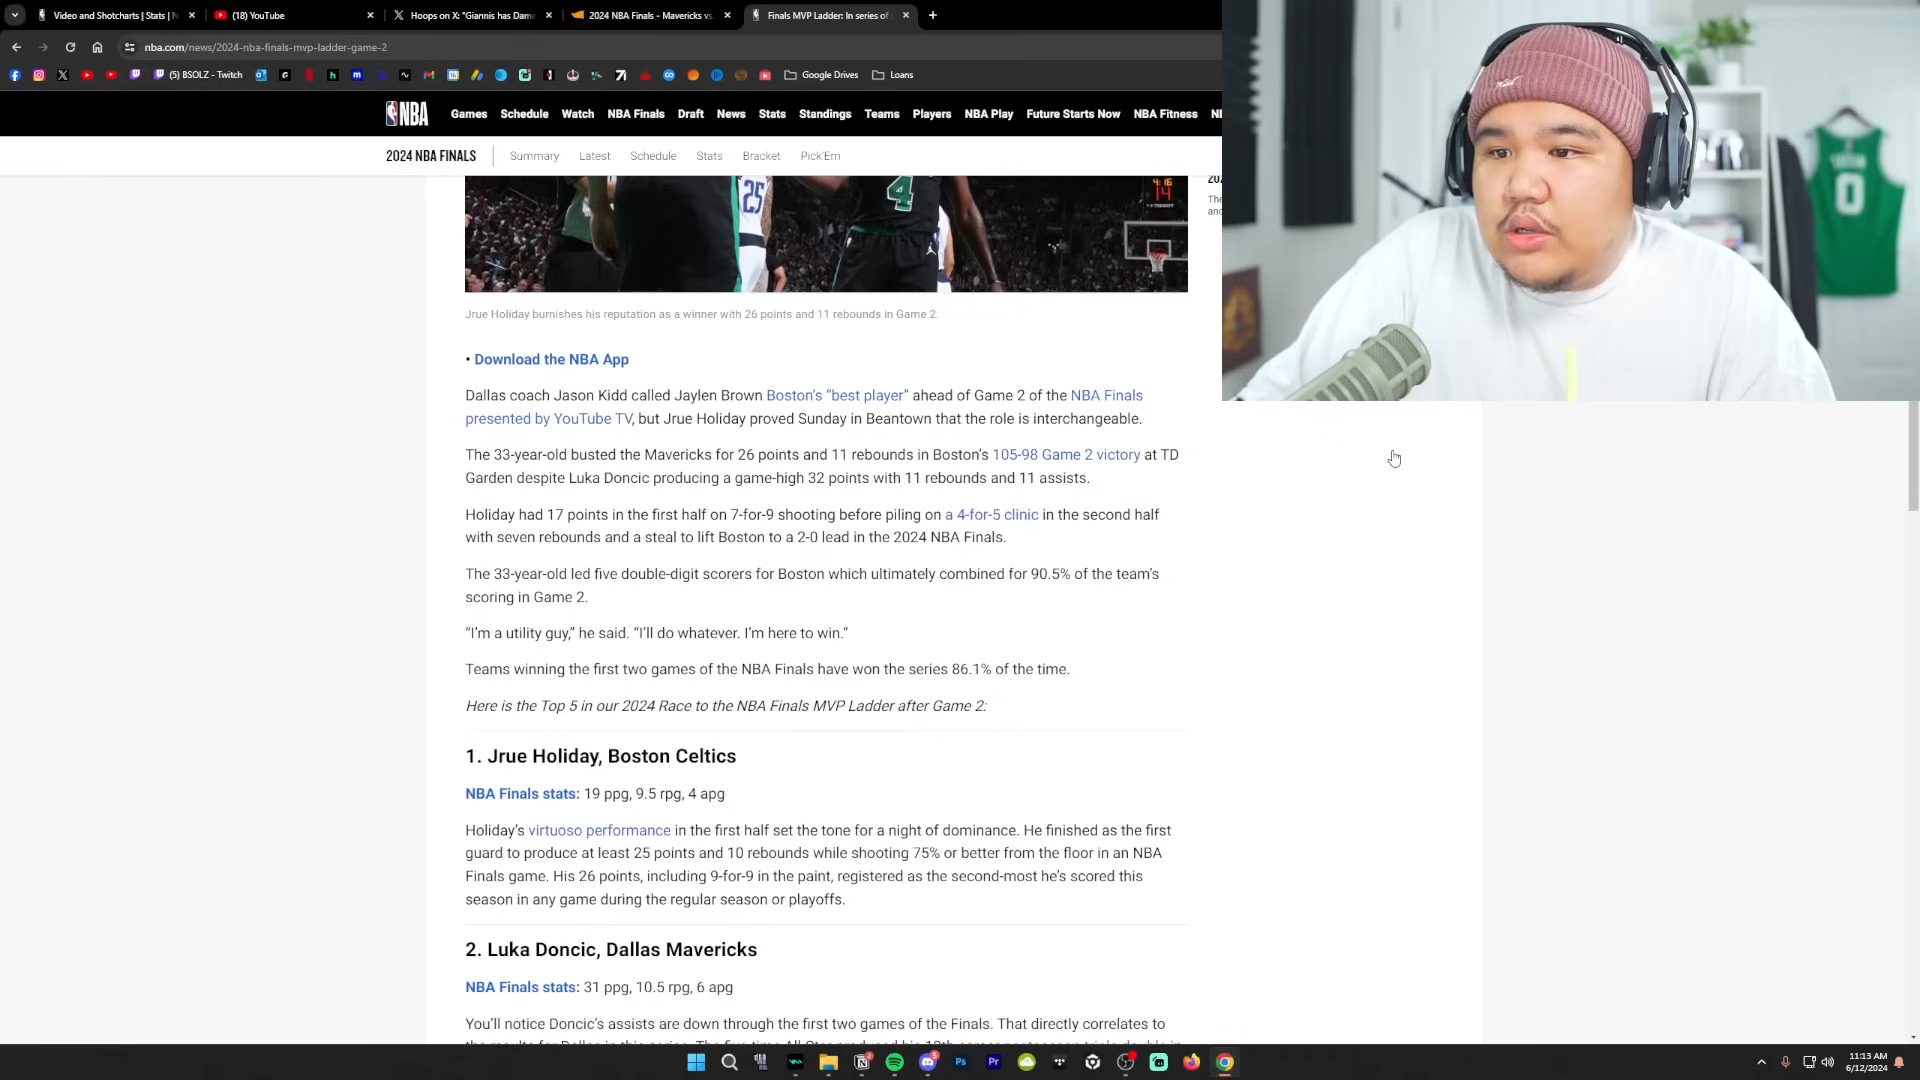 Video and Shotcharts | Stats | N
(18) YouTube
Hoops on X: "Giannis has Dame
2024 NBA Finals - Mavericks vs.
Finals MVP Ladder: In series of
nba.com/news/2024-nba-finals-mvp-ladder-game-2
(5) BSOLZ - Twitch
Google Drives
Loans
NBA
Games
Schedule
Watch
NBA Finals
Draft
News
Stats
Standings
Teams
Players
NBA Play
Future Starts Now
NBA Fitness
2024 NBA FINALS
Summary
Latest
Schedule
Stats
Bracket
Pick'Em
25
4
4:16
14
0
Jrue Holiday burnishes his reputation as a winner with 26 points and 11 rebounds in Game 2.
• Download the NBA App
Dallas coach Jason Kidd called Jaylen Brown Boston's “best player” ahead of Game 2 of the NBA Finals
presented by YouTube TV, but Jrue Holiday proved Sunday in Beantown that the role is interchangeable.
The 33-year-old busted the Mavericks for 26 points and 11 rebounds in Boston's 105-98 Game 2 victory at TD
Garden despite Luka Doncic producing a game-high 32 points with 11 rebounds and 11 assists.
Holiday had 17 points in the first half on 7-for-9 shooting before piling on a 4-for-5 clinic in the second half
with seven rebounds and a steal to lift Boston to a 2-0 lead in the 2024 NBA Finals.
The 33-year-old led five double-digit scorers for Boston which ultimately combined for 90.5% of the team's
scoring in Game 2.
“I'm a utility guy,” he said. “I'll do whatever. I'm here to win.”
Teams winning the first two games of the NBA Finals have won the series 86.1% of the time.
Here is the Top 5 in our 2024 Race to the NBA Finals MVP Ladder after Game 2:
1. Jrue Holiday, Boston Celtics
NBA Finals stats: 19 ppg, 9.5 rpg, 4 apg
Holiday's virtuoso performance in the first half set the tone for a night of dominance. He finished as the first
guard to produce at least 25 points and 10 rebounds while shooting 75% or better from the floor in an NBA
Finals game. His 26 points, including 9-for-9 in the paint, registered as the second-most he's scored this
season in any game during the regular season or playoffs.
2. Luka Doncic, Dallas Mavericks
NBA Finals stats: 31 ppg, 10.5 rpg, 6 apg
You'll notice Doncic's assists are down through the first two games of the Finals. That directly correlates to
11:13 AM
6/12/2024